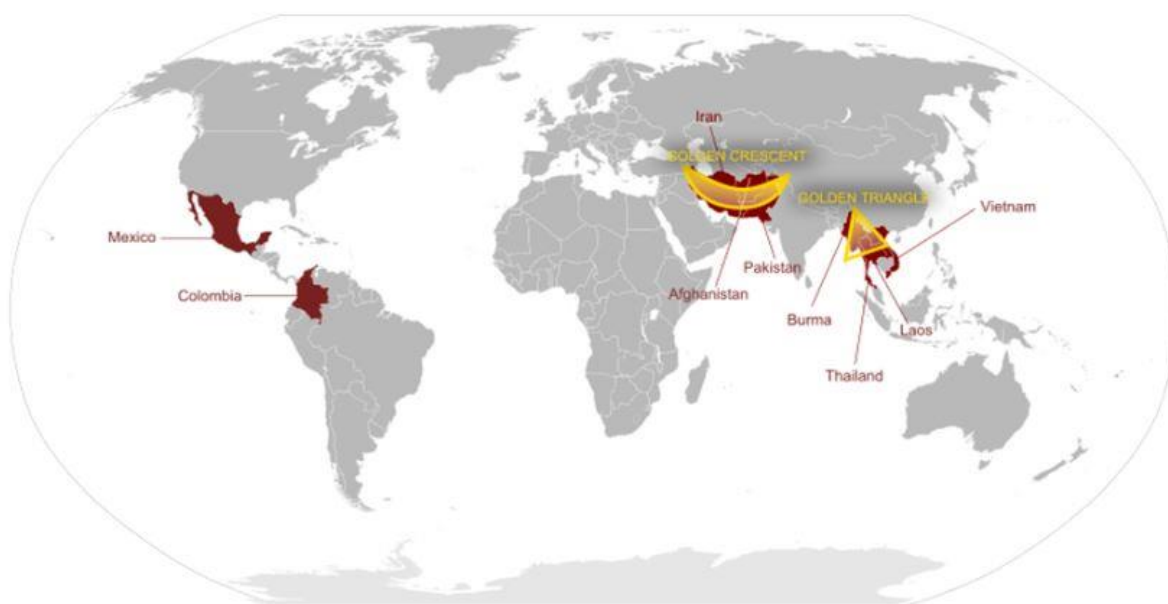 Iran
GOLDEN CRESCENT
GOLDEN TRIANGLE
Vietnam
Mexico
Pakistan
Colombia
Afghanistan
Burma
Laos
Thailand